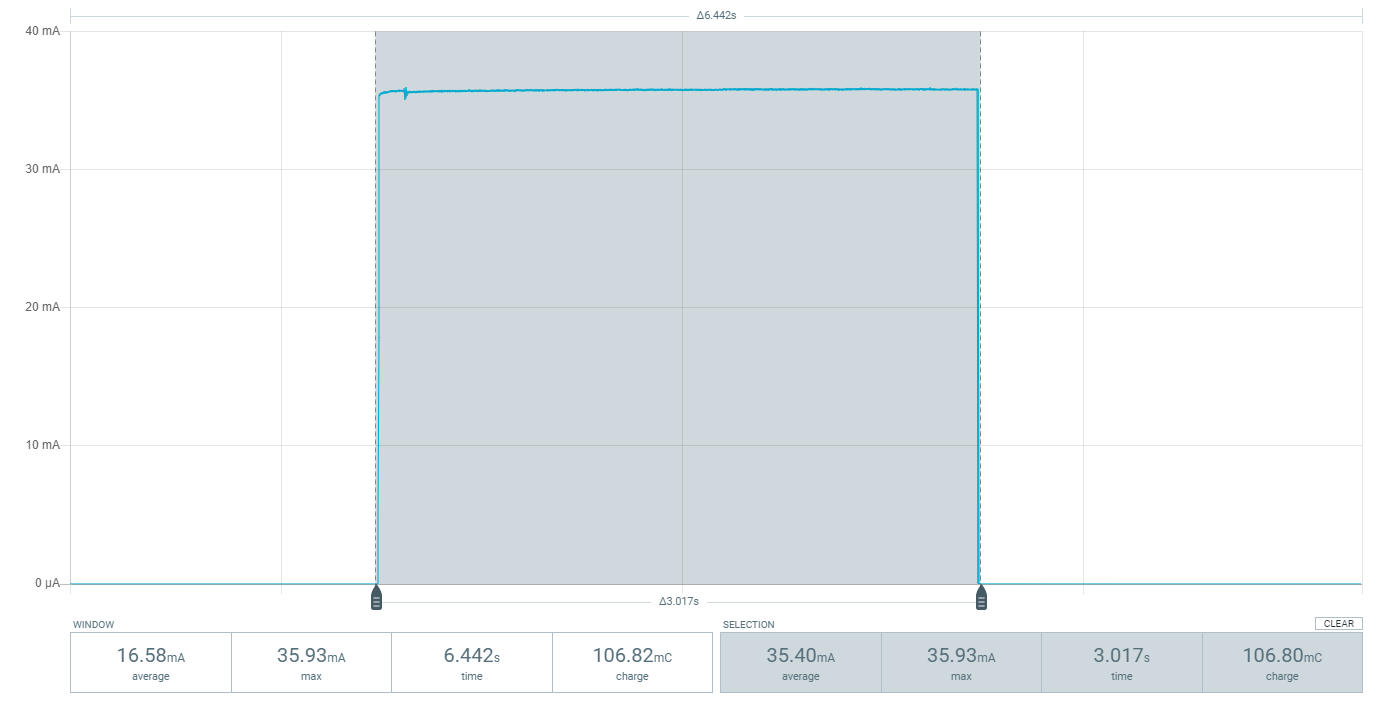 Δ6.442s
40 mA
30 mA
20 mA
10 mA
0 µA
Δ3.017s
WINDOW
SELECTION
CLEAR
16.58mA
average
35.93mA
max
6.442s
time
106.82mC
charge
35.40mA
average
35.93mA
max
3.017s
time
106.80mC
charge